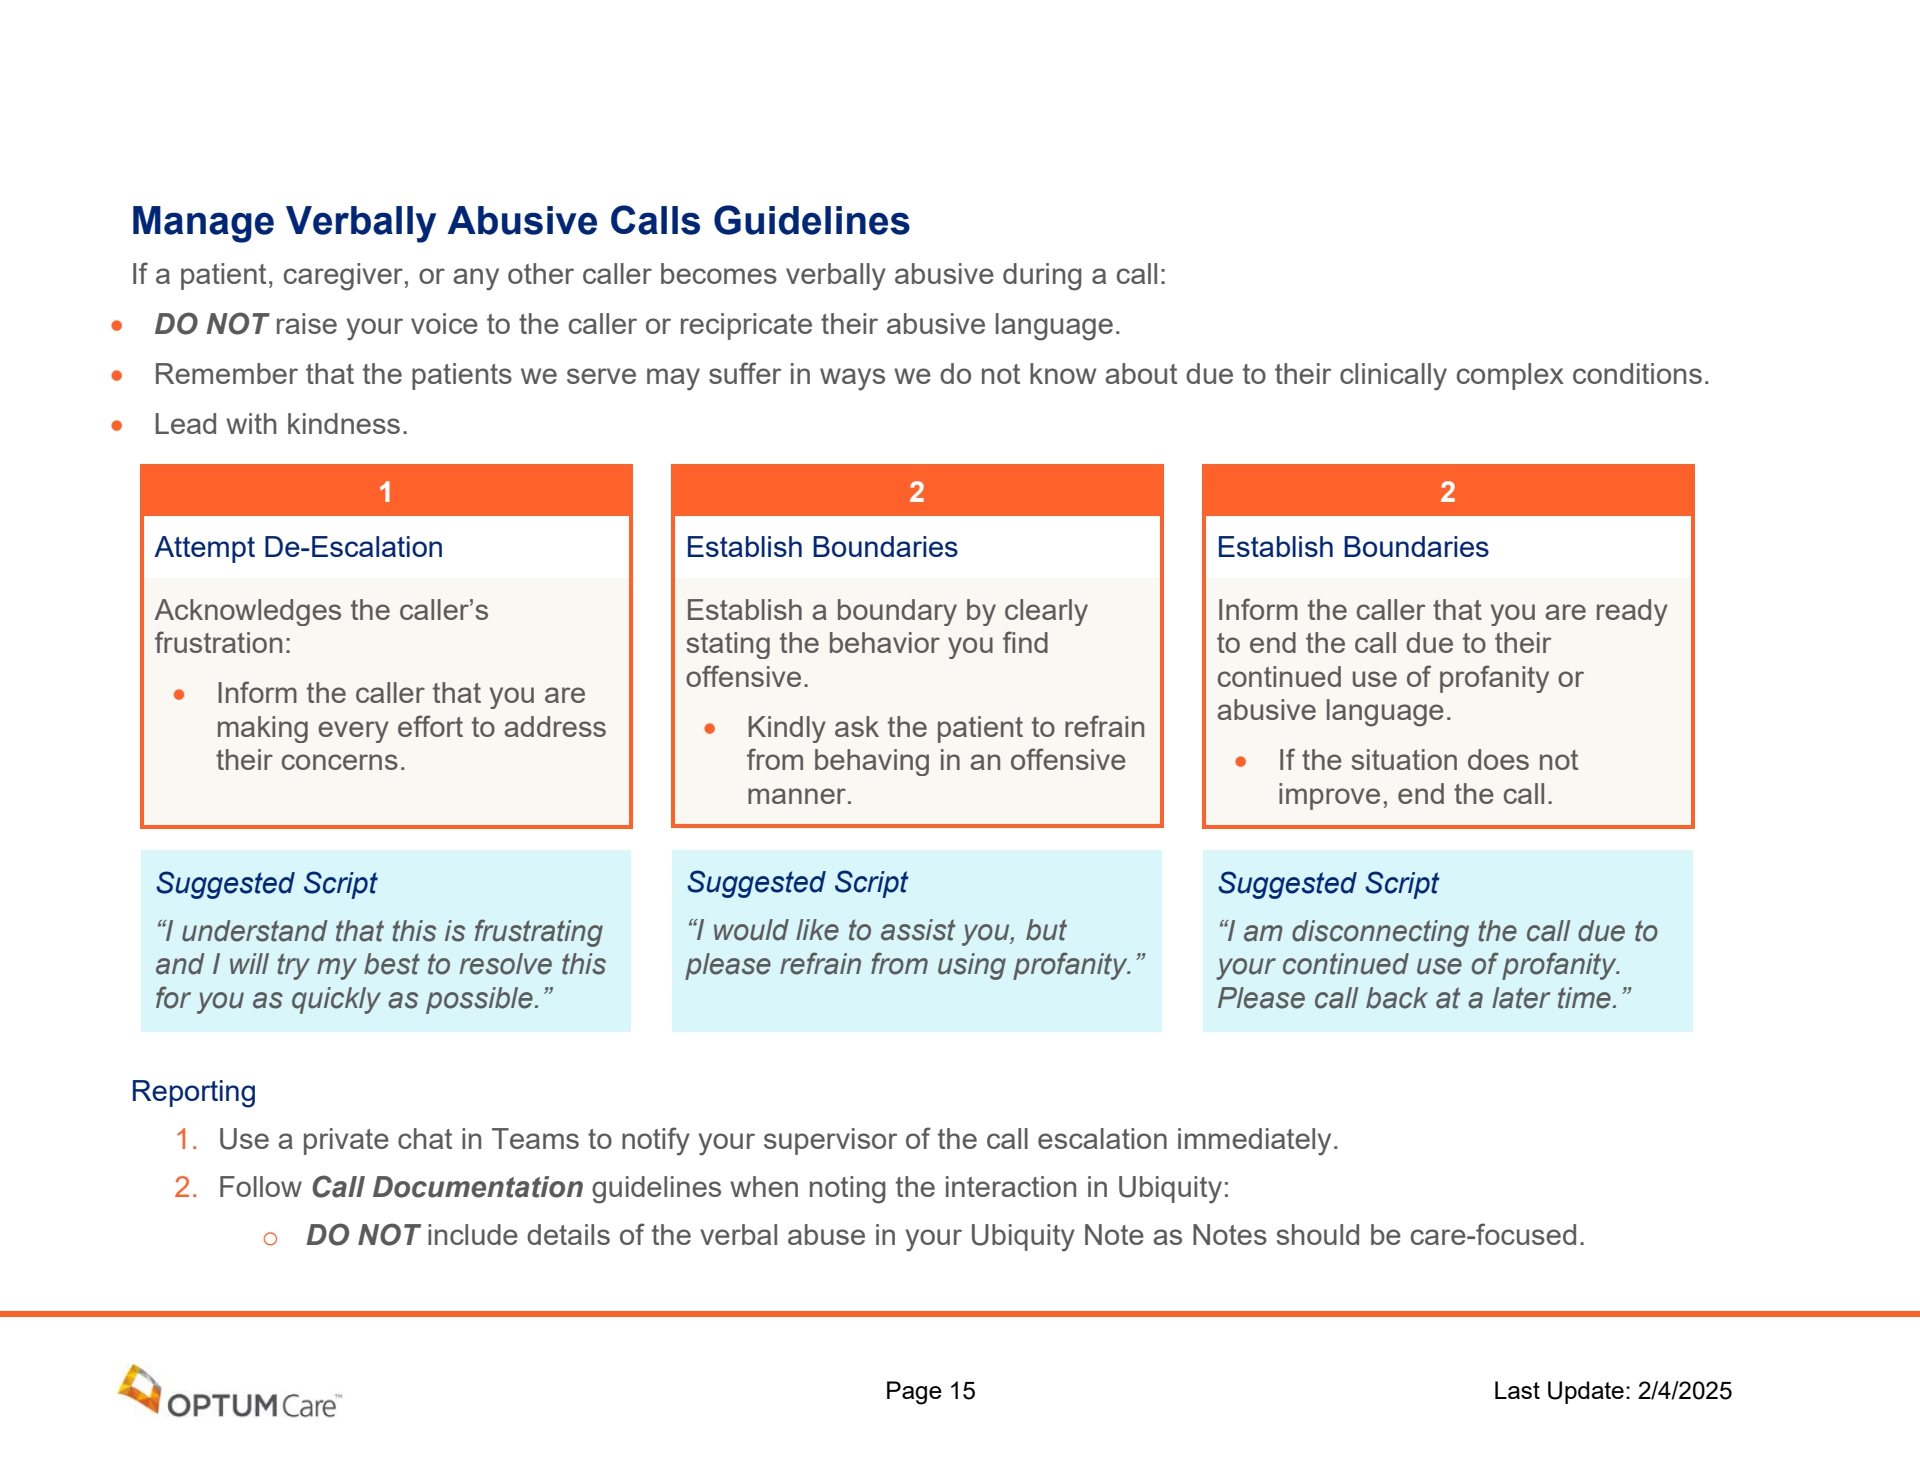 Manage Verbally Abusive Calls Guidelines
If a patient, caregiver, or any other caller becomes verbally abusive during a call:
• DO NOT raise your voice to the caller or recipricate their abusive language.
• Remember that the patients we serve may suffer in ways we do not know about due to their clinically complex conditions.
• Lead with kindness.
1
Attempt De-Escalation
Acknowledges the caller’s
frustration:
• Inform the caller that you are
making every effort to address
their concerns.
2
Establish Boundaries
Establish a boundary by clearly
stating the behavior you find
offensive.
• Kindly ask the patient to refrain
from behaving in an offensive
manner.
2
Establish Boundaries
Inform the caller that you are ready
to end the call due to their
continued use of profanity or
abusive language.
• If the situation does not
improve, end the call.
Suggested Script
“I understand that this is frustrating
and I will try my best to resolve this
for you as quickly as possible.”
Suggested Script
“I would like to assist you, but
please refrain from using profanity.”
Suggested Script
“I am disconnecting the call due to
your continued use of profanity.
Please call back at a later time.”
Reporting
1. Use a private chat in Teams to notify your supervisor of the call escalation immediately.
2. Follow Call Documentation guidelines when noting the interaction in Ubiquity:
o DO NOT include details of the verbal abuse in your Ubiquity Note as Notes should be care-focused.
OPTUM Care™
Page 15
Last Update: 2/4/2025